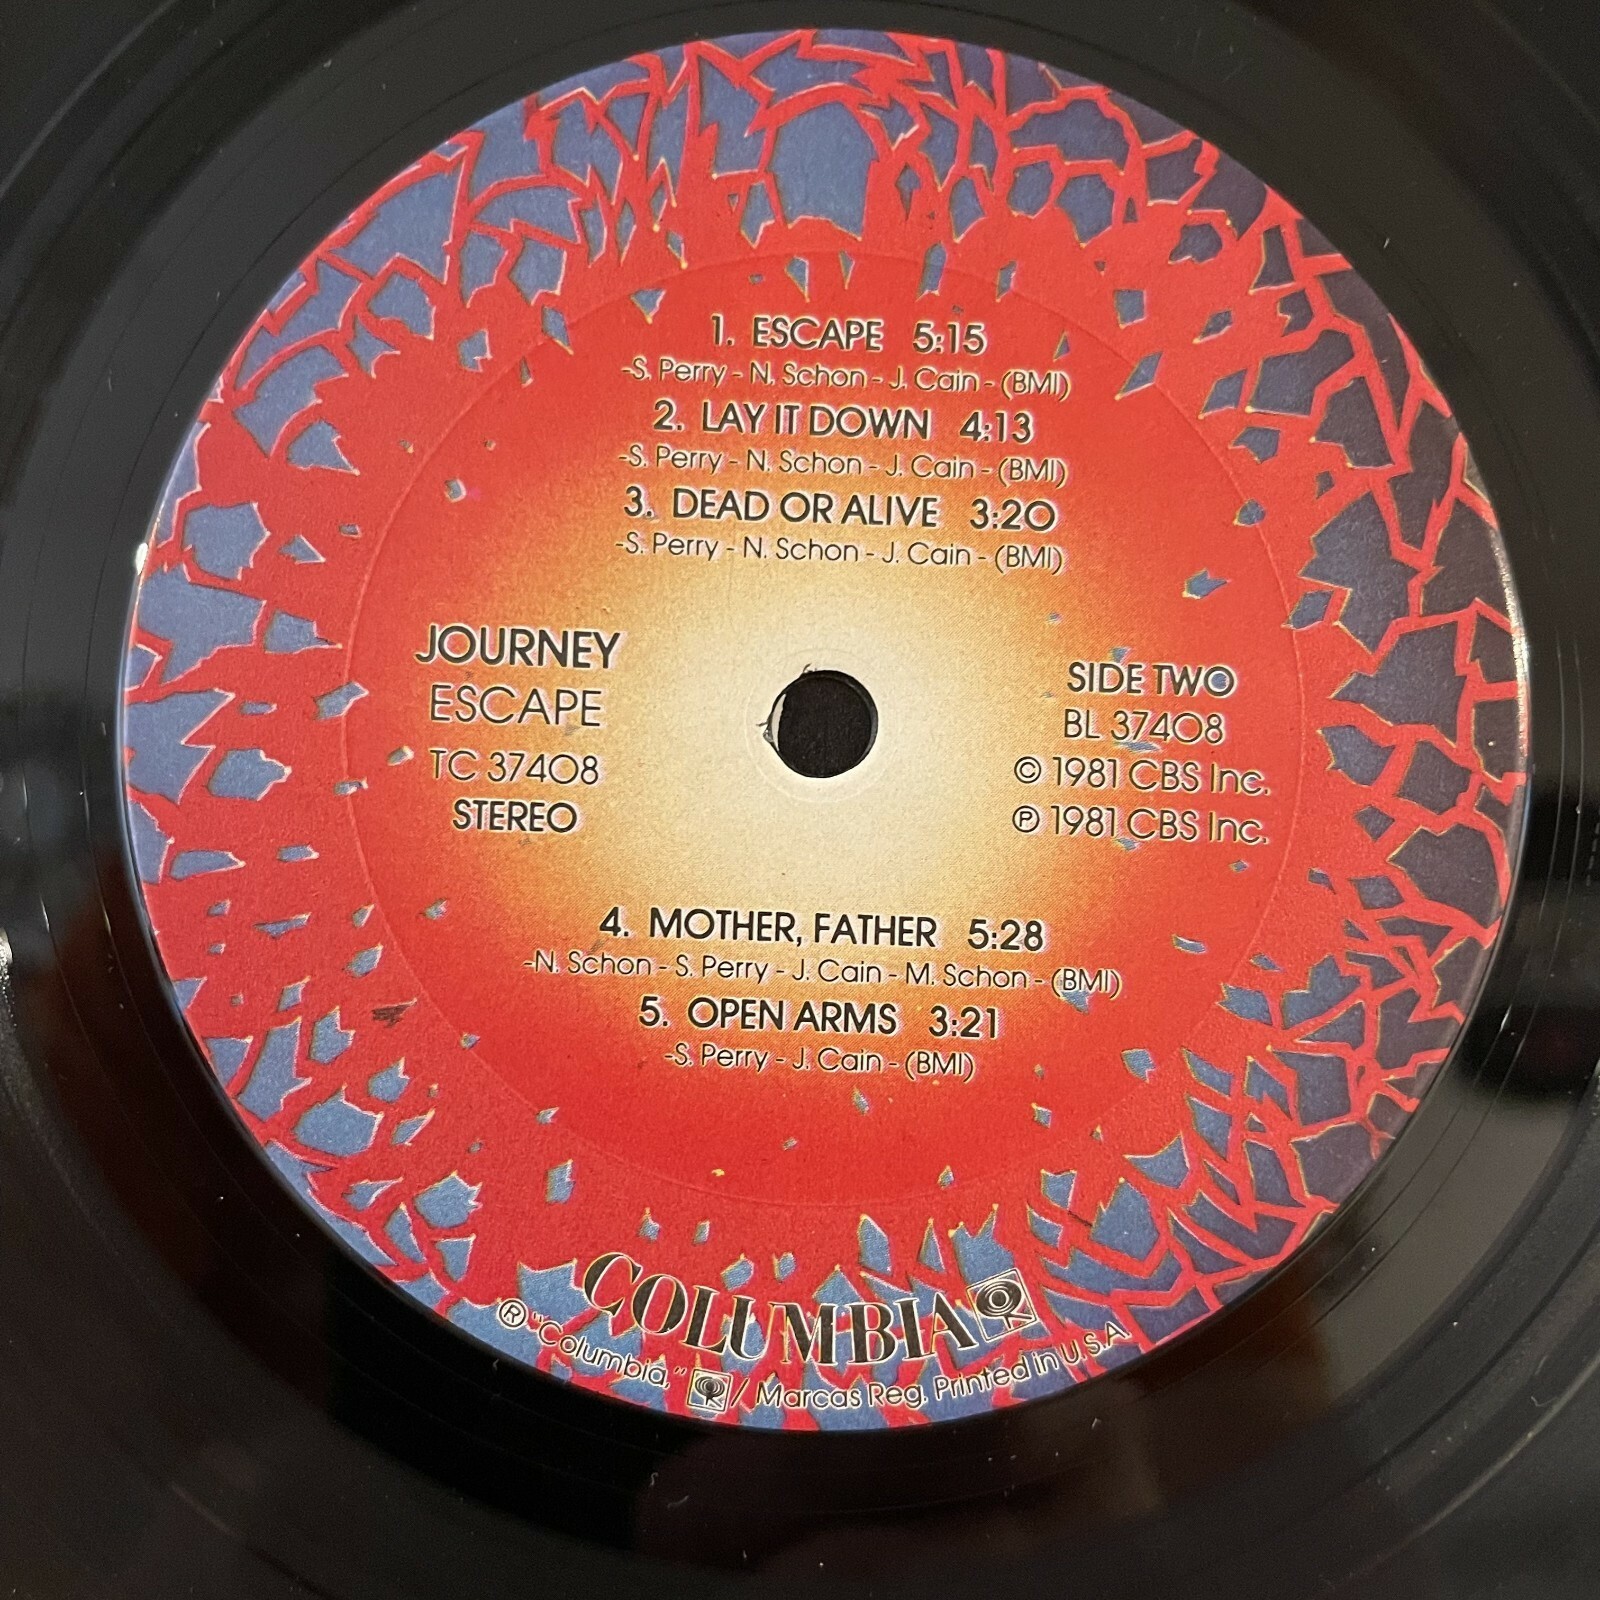 1. ESCAPE 5:15
-S. Perry - N. Schon - J. Cain - (BMI)
2. LAY IT DOWN 4:13
-S. Perry - N. Schon - J. Cain - (BMI)
3. DEAD OR ALIVE 3:20
-S. Perry - N. Schon - J. Cain - (BMI)
JOURNEY
ESCAPE
TC 37408
STEREO
SIDE TWO
BL 37408
© 1981 CBS Inc.
℗ 1981 CBS Inc.
4. MOTHER, FATHER 5:28
-N. Schon - S. Perry - J. Cain - M. Schon - (BMI)
5. OPEN ARMS 3:21
-S. Perry - J. Cain - (BMI)
COLUMBIA
® "Columbia," / Marcas Reg. Printed in U.S.A.